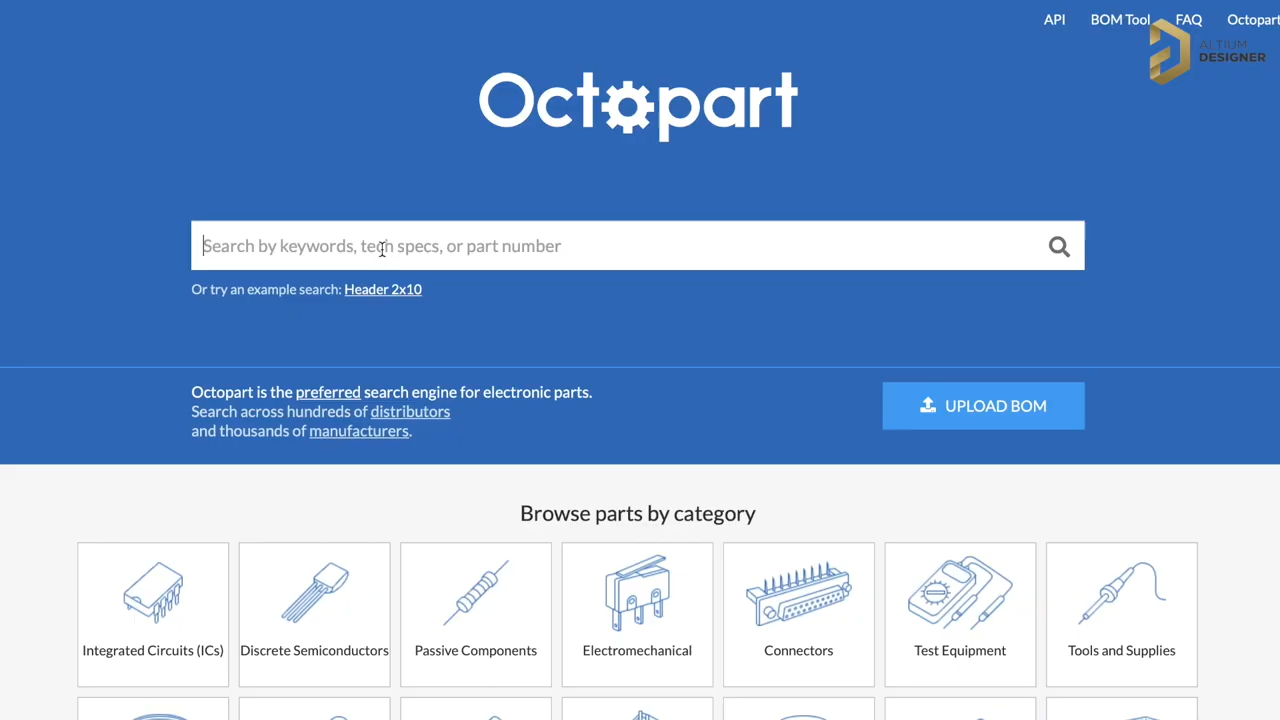 API BOM Tool FAQ Octopart
ALTIUM
DESIGNER
Octopart
Search by keywords, tech specs, or part number
Or try an example search: Header 2x10
Octopart is the preferred search engine for electronic parts.
Search across hundreds of distributors
and thousands of manufacturers.
UPLOAD BOM
Browse parts by category
Integrated Circuits (ICs)
Discrete Semiconductors
Passive Components
Electromechanical
Connectors
Test Equipment
Tools and Supplies